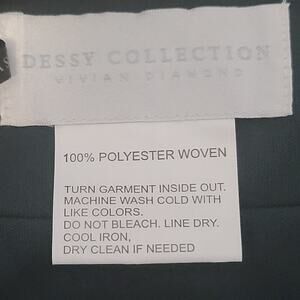 DESSY COLLECTION
VIVIAN DIAMOND
100% POLYESTER WOVEN
TURN GARMENT INSIDE OUT.
MACHINE WASH COLD WITH
LIKE COLORS.
DO NOT BLEACH. LINE DRY.
COOL IRON,
DRY CLEAN IF NEEDED